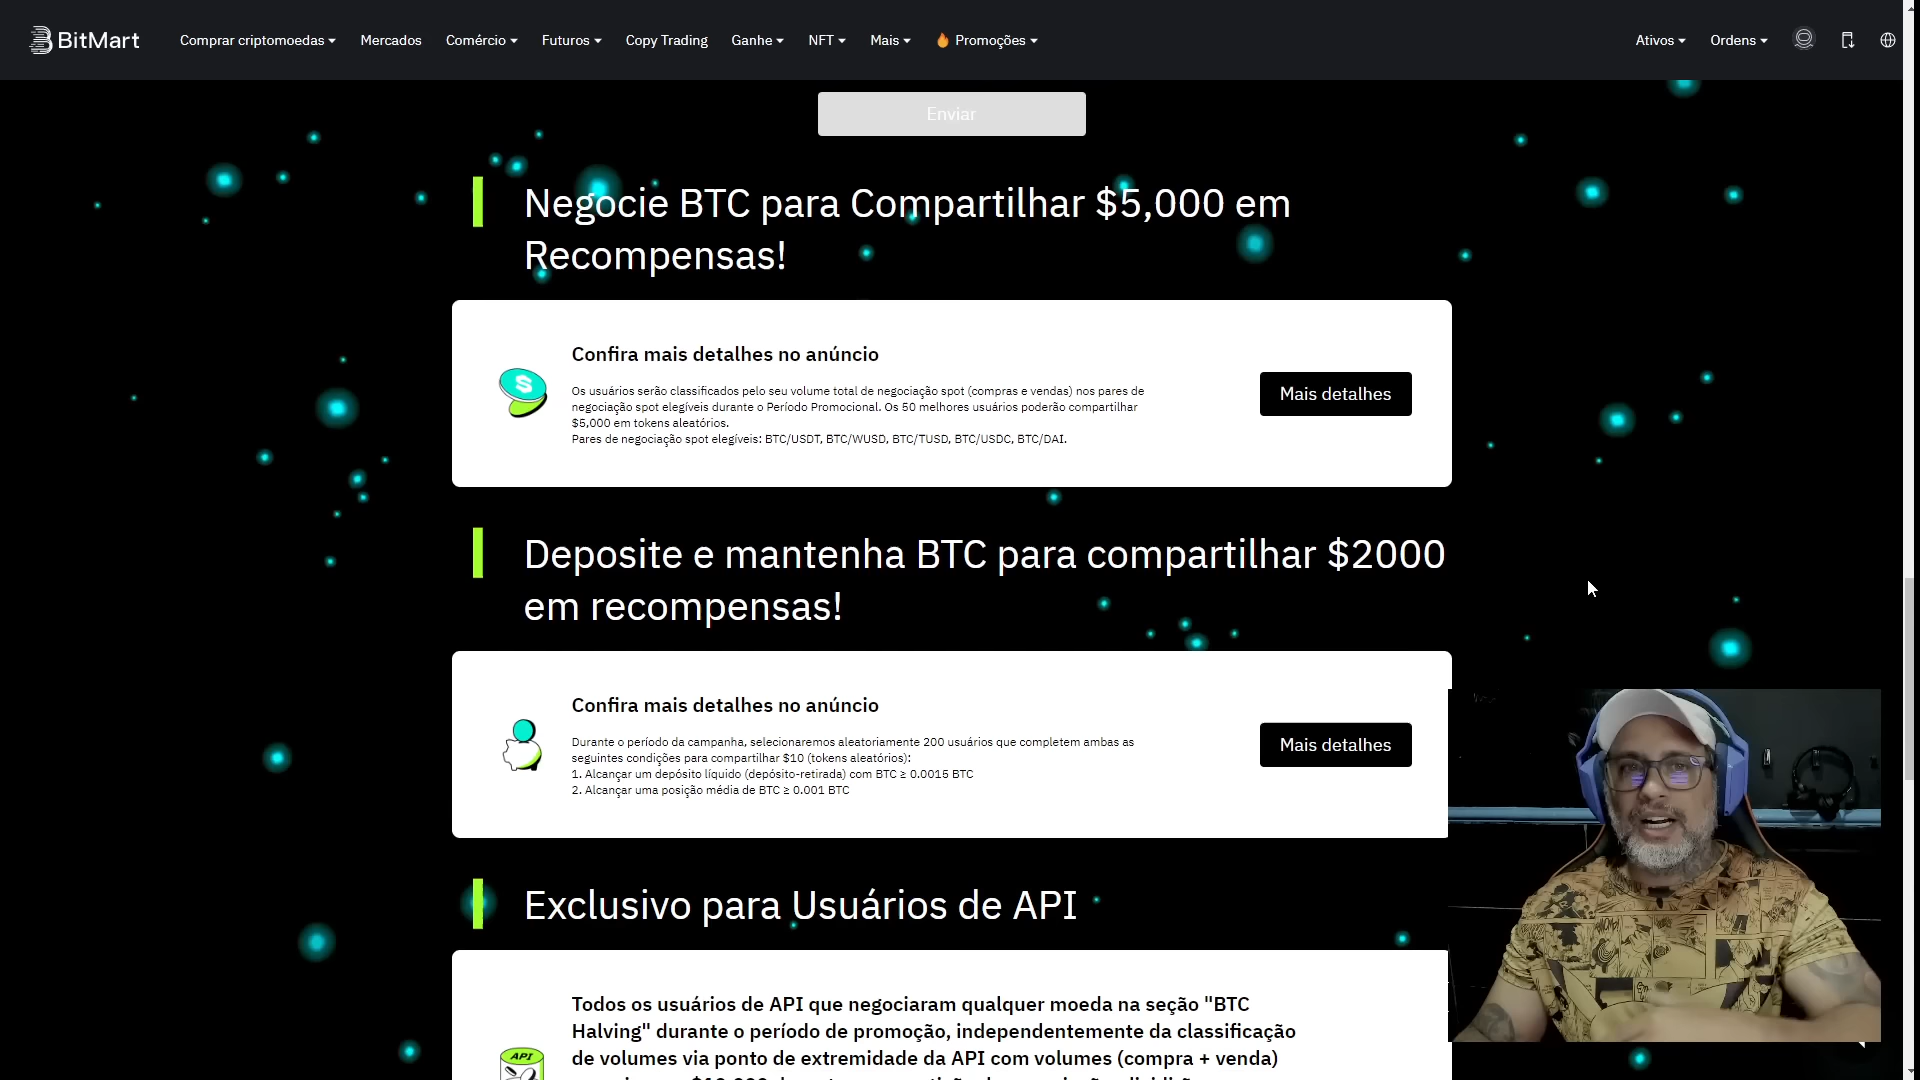 BitMart
Comprar criptomoedas Mercados Comércio Futuros Copy Trading Ganhe NFT Mais Promoções Ativos Ordens
Enviar
Negocie BTC para Compartilhar $5,000 em
Recompensas!
Confira mais detalhes no anúncio
Os usuários serão classificados pelo seu volume total de negociação spot (compras e vendas) nos pares de
negociação spot elegíveis durante o Período Promocional. Os 50 melhores usuários poderão compartilhar
$5,000 em tokens aleatórios.
Pares de negociação spot elegíveis: BTC/USDT, BTC/WUSD, BTC/TUSD, BTC/USDC, BTC/DAI.
Mais detalhes
Deposite e mantenha BTC para compartilhar $2000
em recompensas!
Confira mais detalhes no anúncio
Durante o período da campanha, selecionaremos aleatoriamente 200 usuários que completem ambas as
seguintes condições para compartilhar $10 (tokens aleatórios):
1. Alcançar um depósito líquido (depósito-retirada) com BTC ≥ 0.0015 BTC
2. Alcançar uma posição média de BTC ≥ 0.001 BTC
Mais detalhes
Exclusivo para Usuários de API
Todos os usuários de API que negociaram qualquer moeda na seção "BTC
Halving" durante o período de promoção, independentemente da classificação
de volumes via ponto de extremidade da API com volumes (compra + venda)
API